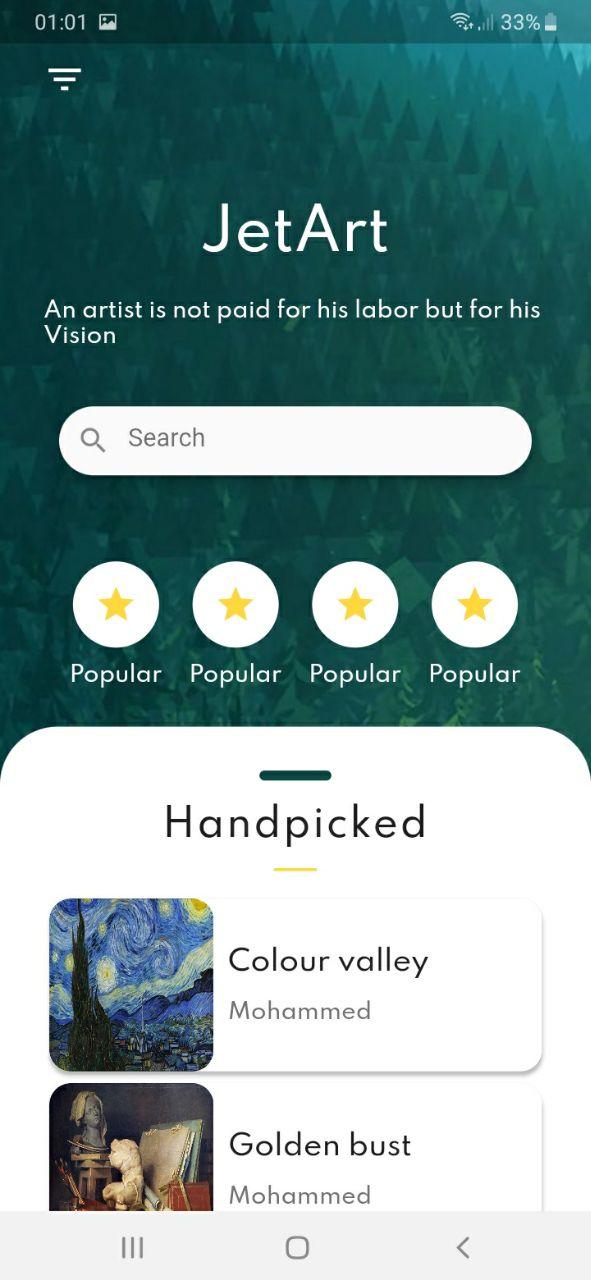 01:01 33%
JetArt
An artist is not paid for his labor but for his
Vision
Search
Popular Popular Popular Popular
Handpicked
Colour valley
Mohammed
Golden bust
Mohammed